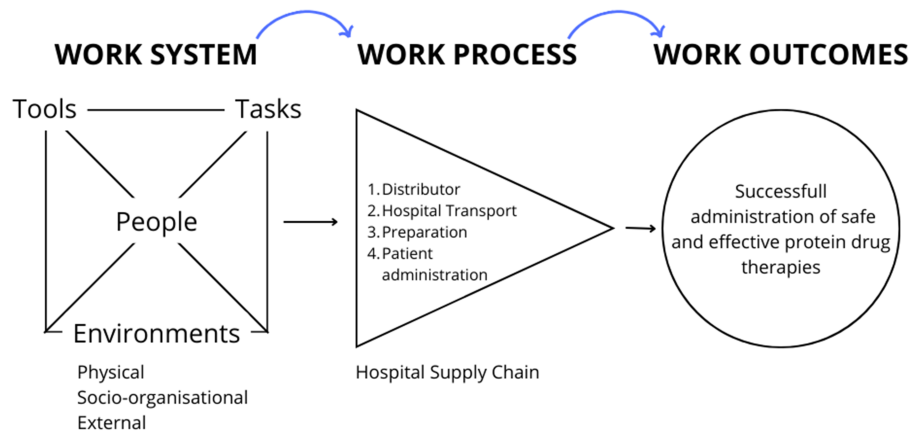 WORK SYSTEM
WORK PROCESS
WORK OUTCOMES
Tools
Tasks
People
Environments
Physical
Socio-organisational
External
1. Distributor
2. Hospital Transport
3. Preparation
4. Patient
administration
Hospital Supply Chain
Successfull
administration of safe
and effective protein drug
therapies